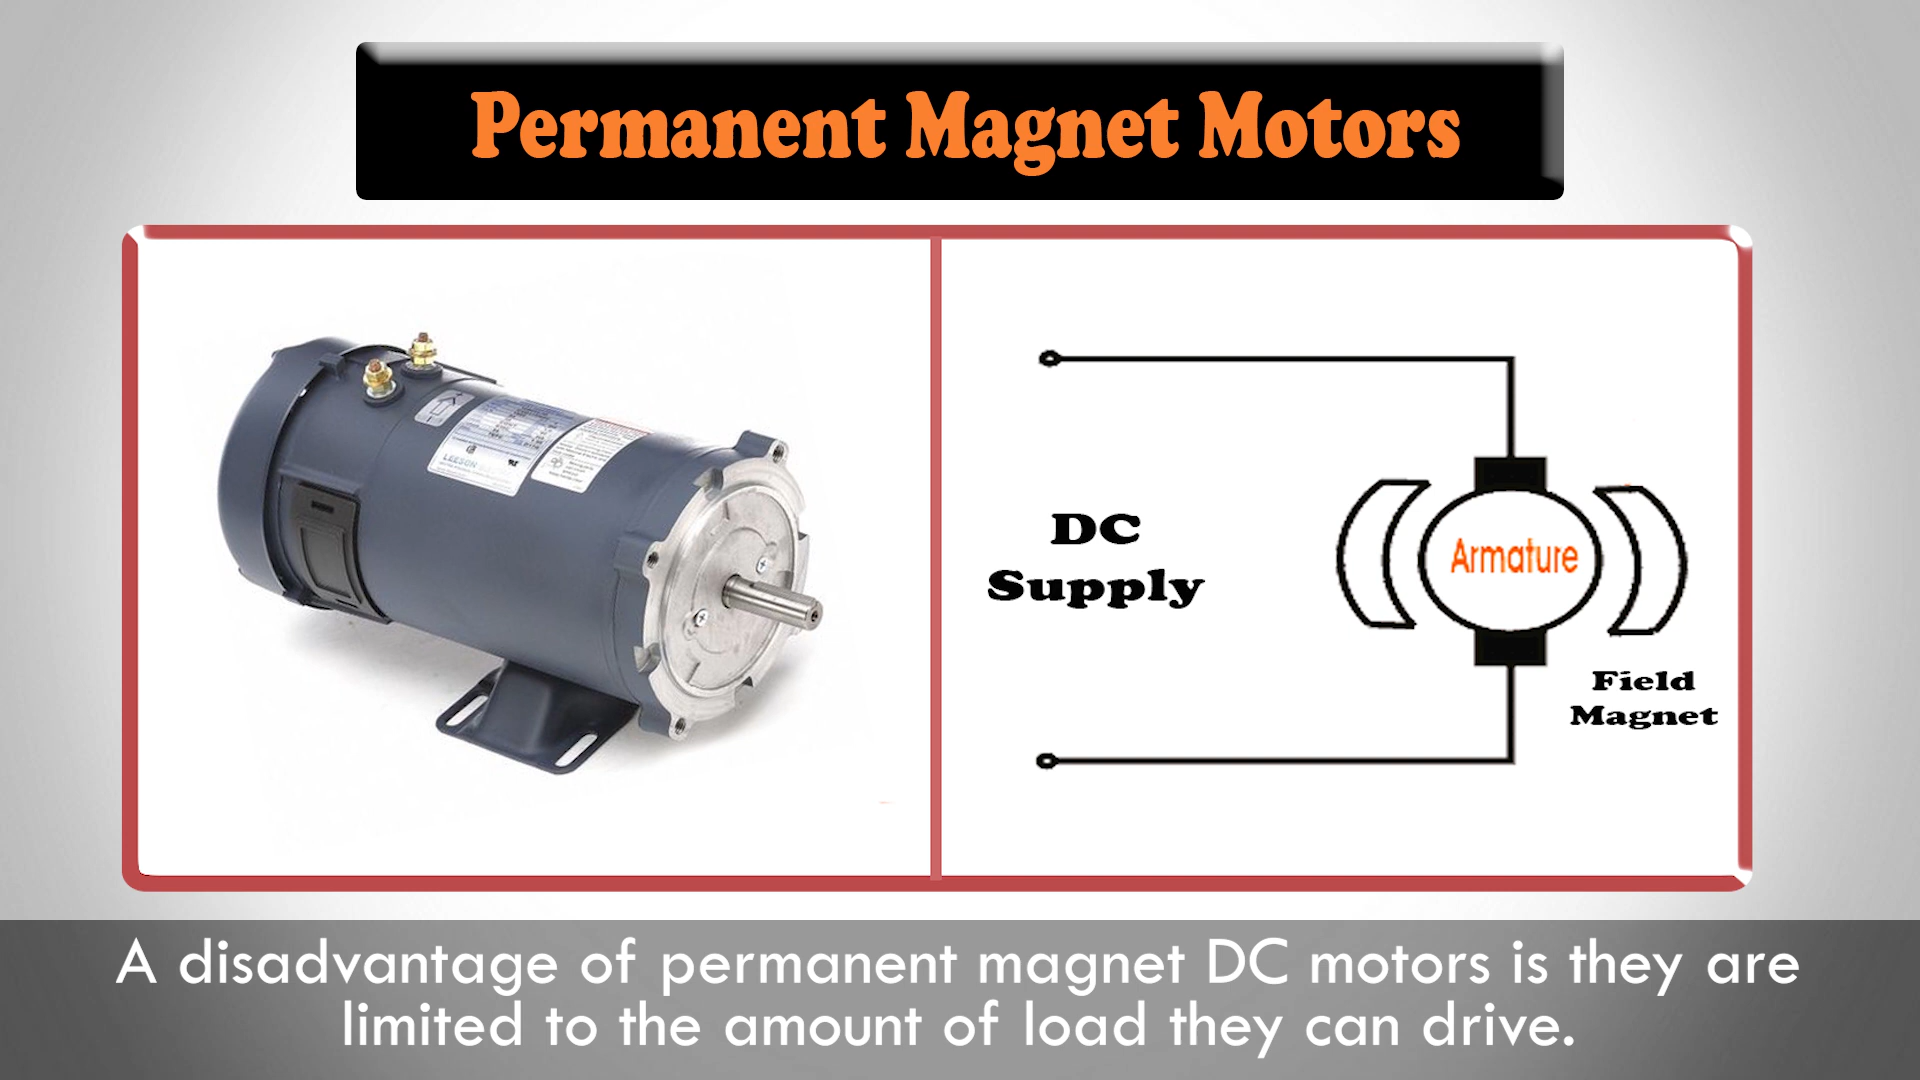 Permanent Magnet Motors
LEESON
DC
Supply
Armature
Field
Magnet
A disadvantage of permanent magnet DC motors is they are
limited to the amount of load they can drive.